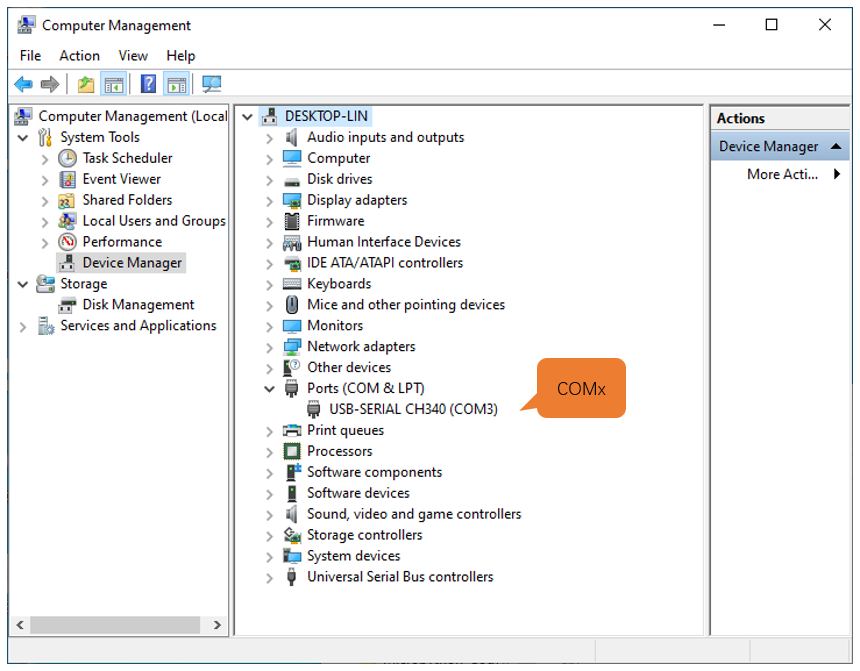 Computer Management
File Action View Help
Computer Management (Local
System Tools
Task Scheduler
Event Viewer
Shared Folders
Local Users and Groups
Performance
Device Manager
Storage
Disk Management
Services and Applications
DESKTOP-LIN
Audio inputs and outputs
Computer
Disk drives
Display adapters
Firmware
Human Interface Devices
IDE ATA/ATAPI controllers
Keyboards
Mice and other pointing devices
Monitors
Network adapters
Other devices
Ports (COM & LPT)
USB-SERIAL CH340 (COM3)
Print queues
Processors
Software components
Software devices
Sound, video and game controllers
Storage controllers
System devices
Universal Serial Bus controllers
COMx
Actions
Device Manager
More Acti...